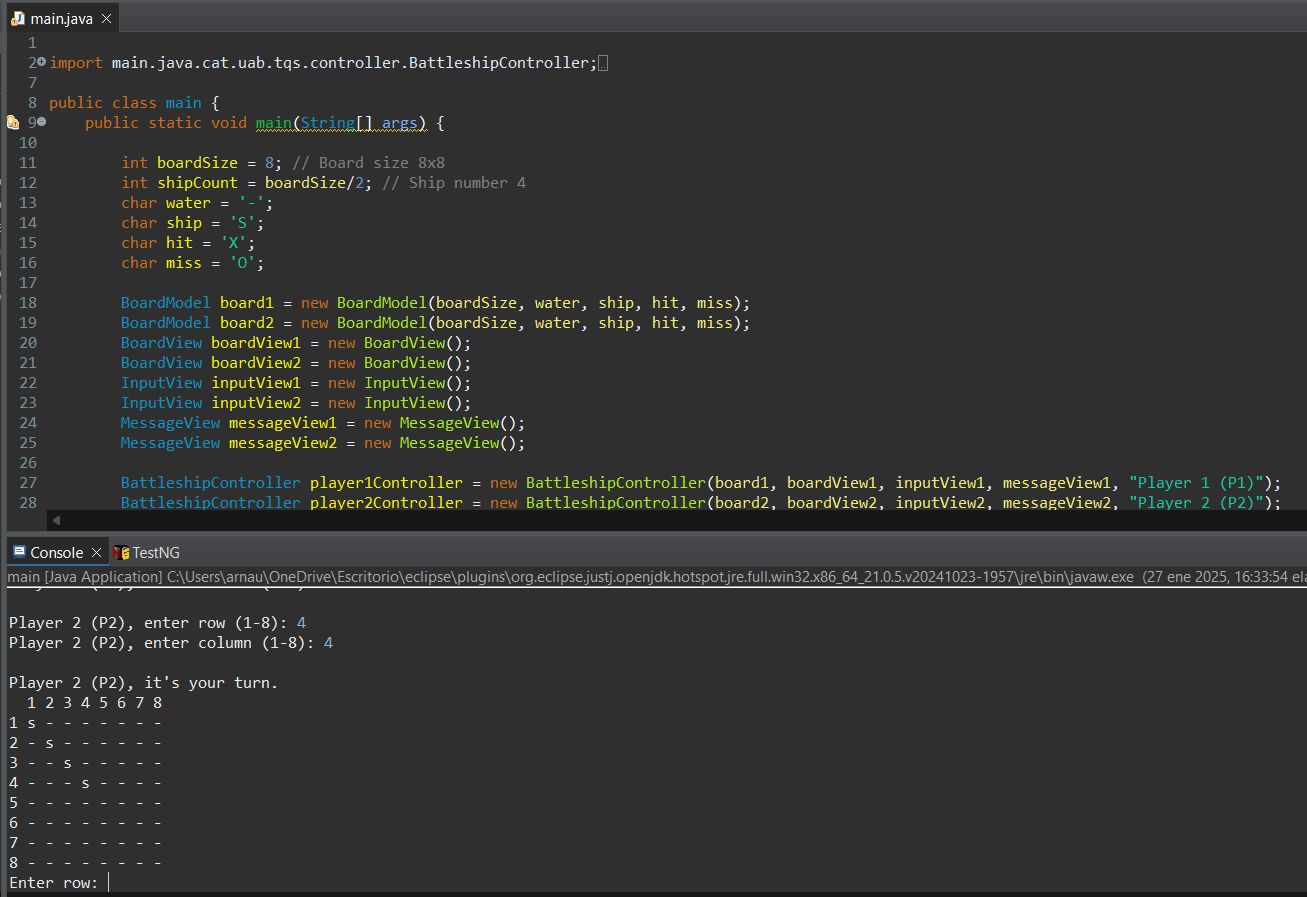 main.java
1
2 import main.java.cat.uab.tqs.controller.BattleshipController;
7
8 public class main {
9 public static void main(String[] args) {
10
11 int boardSize = 8; // Board size 8x8
12 int shipCount = boardSize/2; // Ship number 4
13 char water = '-';
14 char ship = 'S';
15 char hit = 'X';
16 char miss = 'O';
17
18 BoardModel board1 = new BoardModel(boardSize, water, ship, hit, miss);
19 BoardModel board2 = new BoardModel(boardSize, water, ship, hit, miss);
20 BoardView boardView1 = new BoardView();
21 BoardView boardView2 = new BoardView();
22 InputView inputView1 = new InputView();
23 InputView inputView2 = new InputView();
24 MessageView messageView1 = new MessageView();
25 MessageView messageView2 = new MessageView();
26
27 BattleshipController player1Controller = new BattleshipController(board1, boardView1, inputView1, messageView1, "Player 1 (P1)");
28 BattleshipController player2Controller = new BattleshipController(board2, boardView2, inputView2, messageView2, "Player 2 (P2)");
Console TestNG
main [Java Application] C:\Users\arnau\OneDrive\Escritorio\eclipse\plugins\org.eclipse.justj.openjdk.hotspot.jre.full.win32.x86_64_21.0.5.v20241023-1957\jre\bin\javaw.exe (27 ene 2025, 16:33:54 ela
Player 2 (P2), enter row (1-8): 4
Player 2 (P2), enter column (1-8): 4
Player 2 (P2), it's your turn.
1 2 3 4 5 6 7 8
1 s - - - - - - -
2 - s - - - - - -
3 - - s - - - - -
4 - - - s - - - -
5 - - - - - - - -
6 - - - - - - - -
7 - - - - - - - -
8 - - - - - - - -
Enter row: